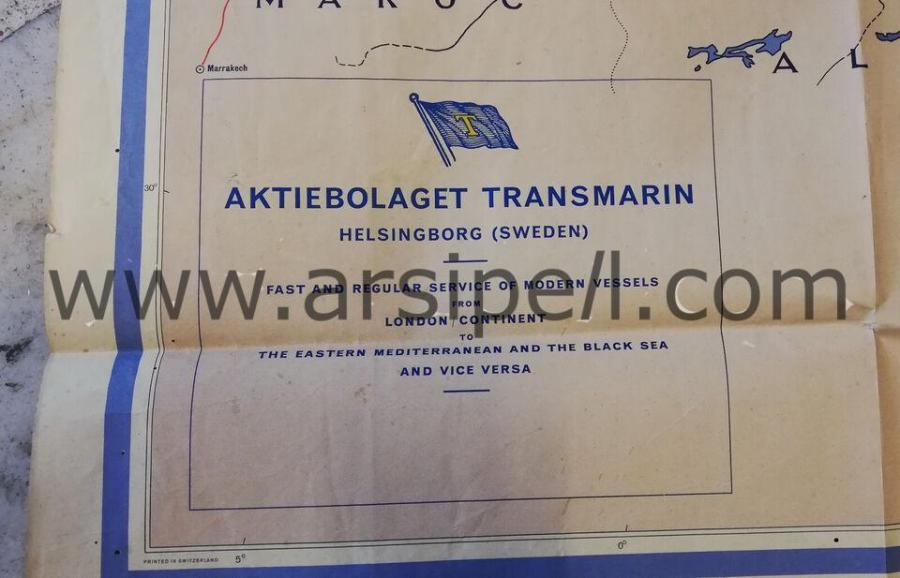 MAROC
Marrakech
A L
T
30°
AKTIEBOLAGET TRANSMARIN
HELSINGBORG (SWEDEN)
www.arsipel.com
FAST AND REGULAR SERVICE OF MODERN VESSELS
FROM
LONDON/CONTINENT
TO
THE EASTERN MEDITERRANEAN AND THE BLACK SEA
AND VICE VERSA
PRINTED IN SWITZERLAND
5°
0°